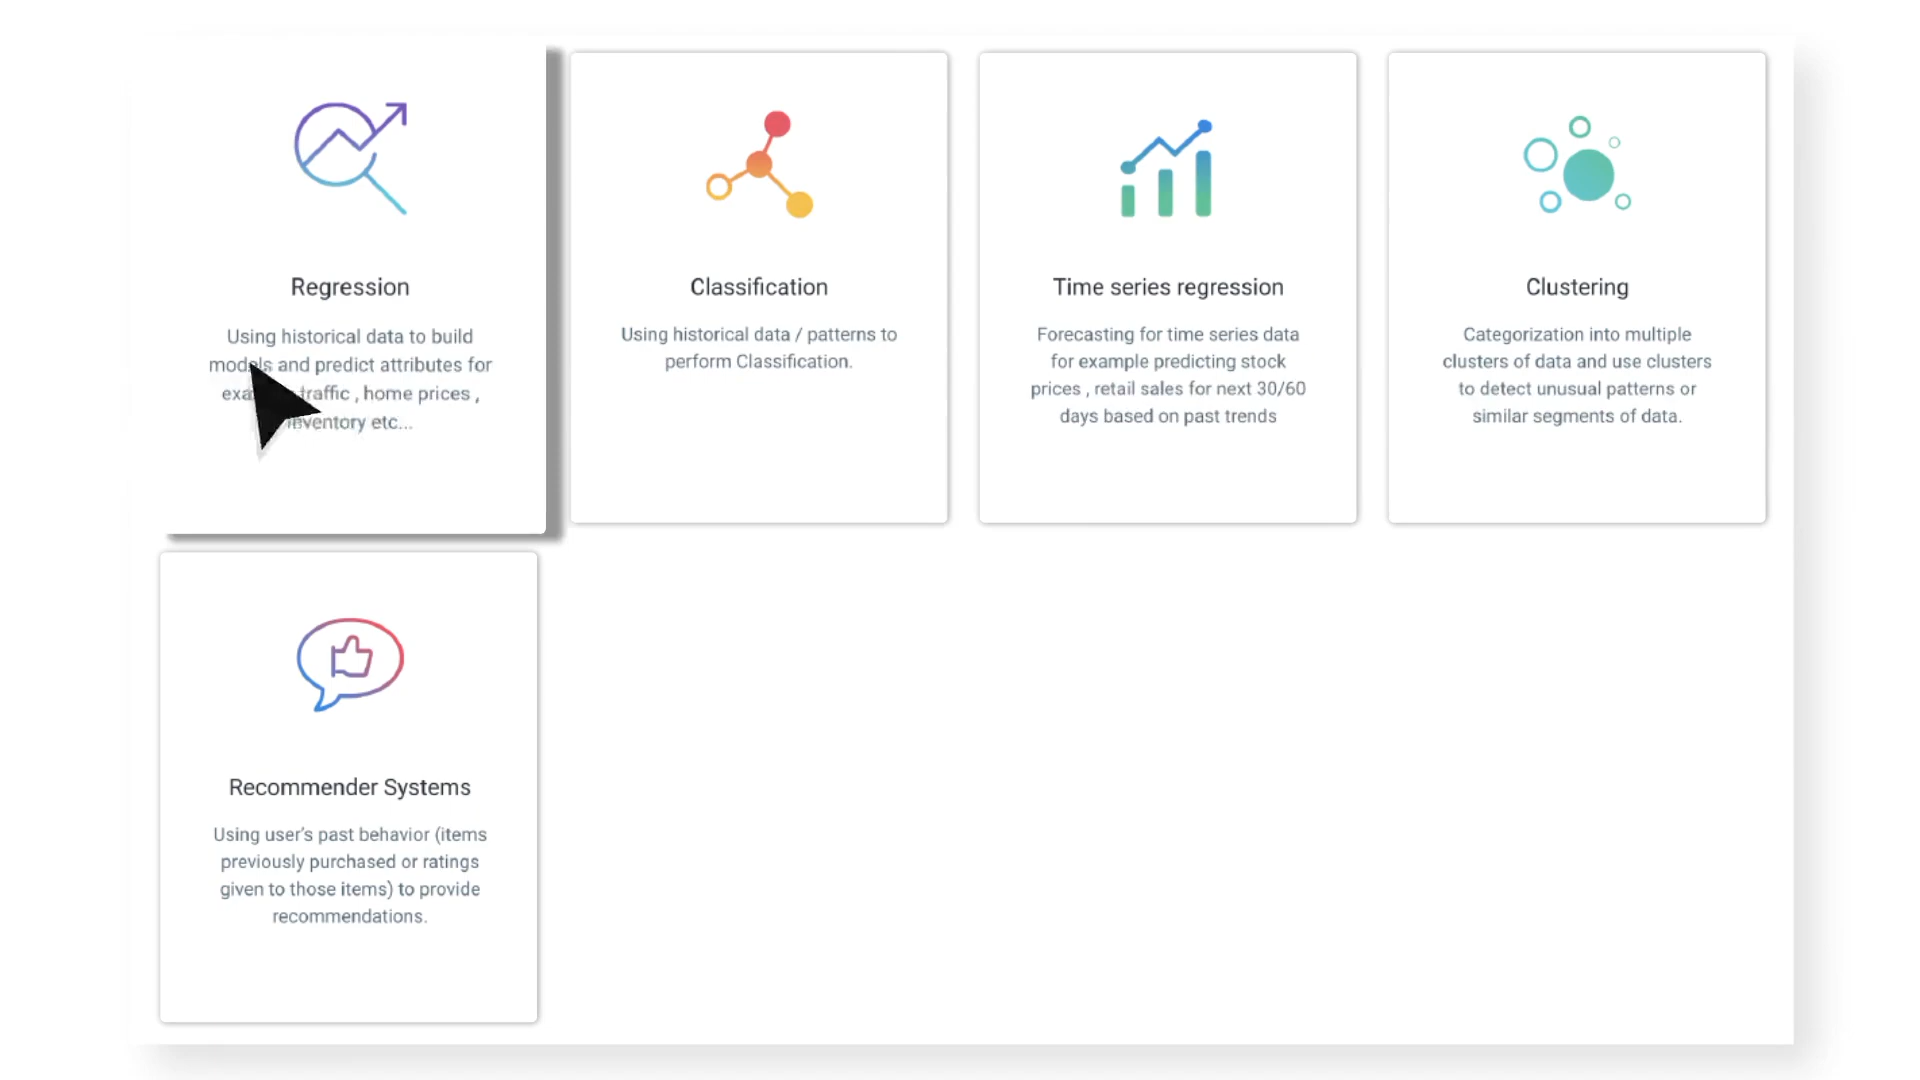 Regression
Using historical data to build
models and predict attributes for
traffic , home prices ,
inventory etc...
Classification
Using historical data / patterns to
perform Classification.
Time series regression
Forecasting for time series data
for example predicting stock
prices , retail sales for next 30/60
days based on past trends
Clustering
Categorization into multiple
clusters of data and use clusters
to detect unusual patterns or
similar segments of data.
Recommender Systems
Using user's past behavior (items
previously purchased or ratings
given to those items) to provide
recommendations.